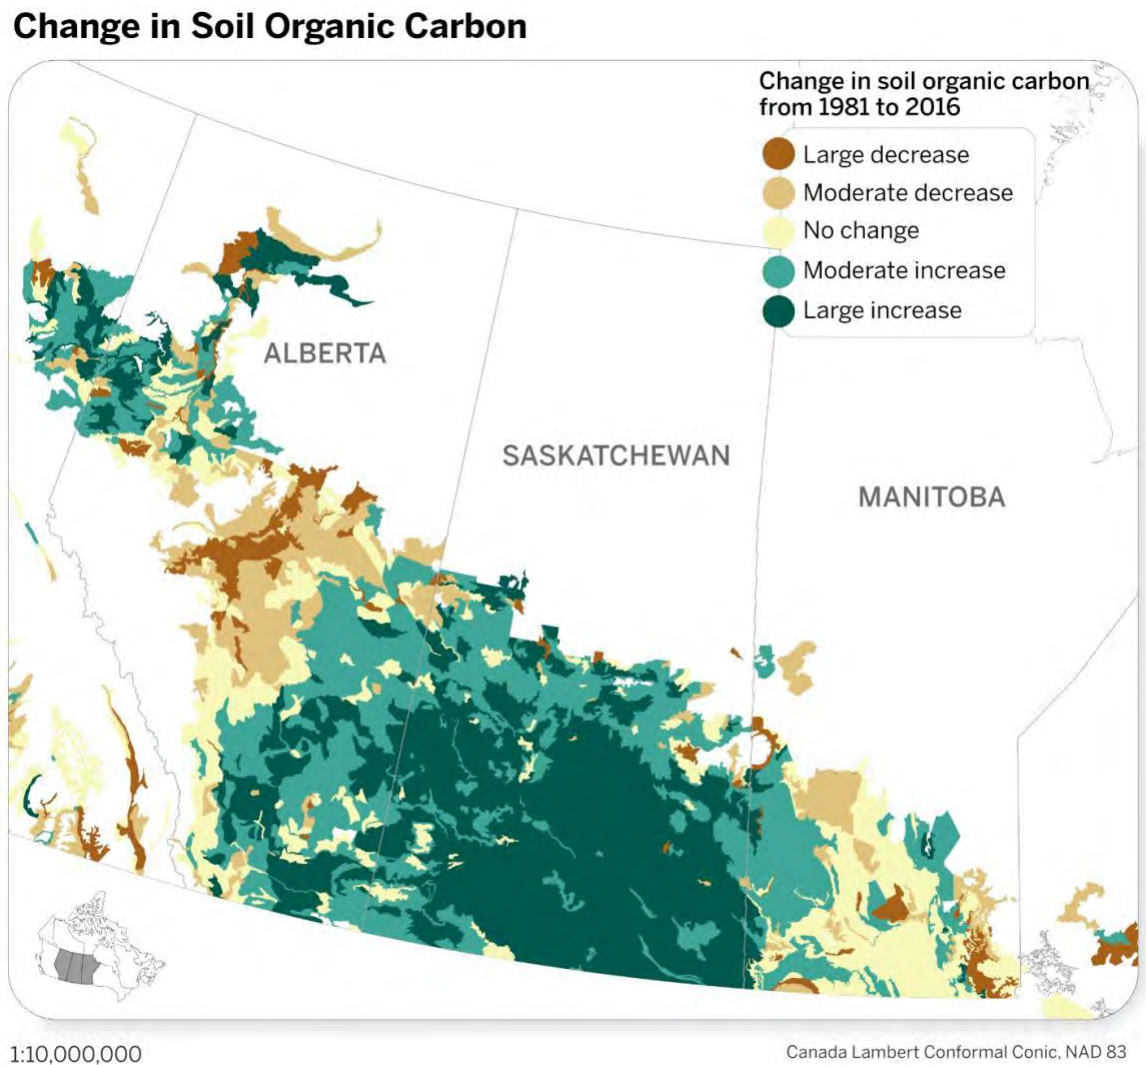 Change in Soil Organic Carbon
Change in soil organic carbon
from 1981 to 2016
Large decrease
Moderate decrease
No change
Moderate increase
Large increase
ALBERTA
SASKATCHEWAN
MANITOBA
1:10,000,000
Canada Lambert Conformal Conic, NAD 83